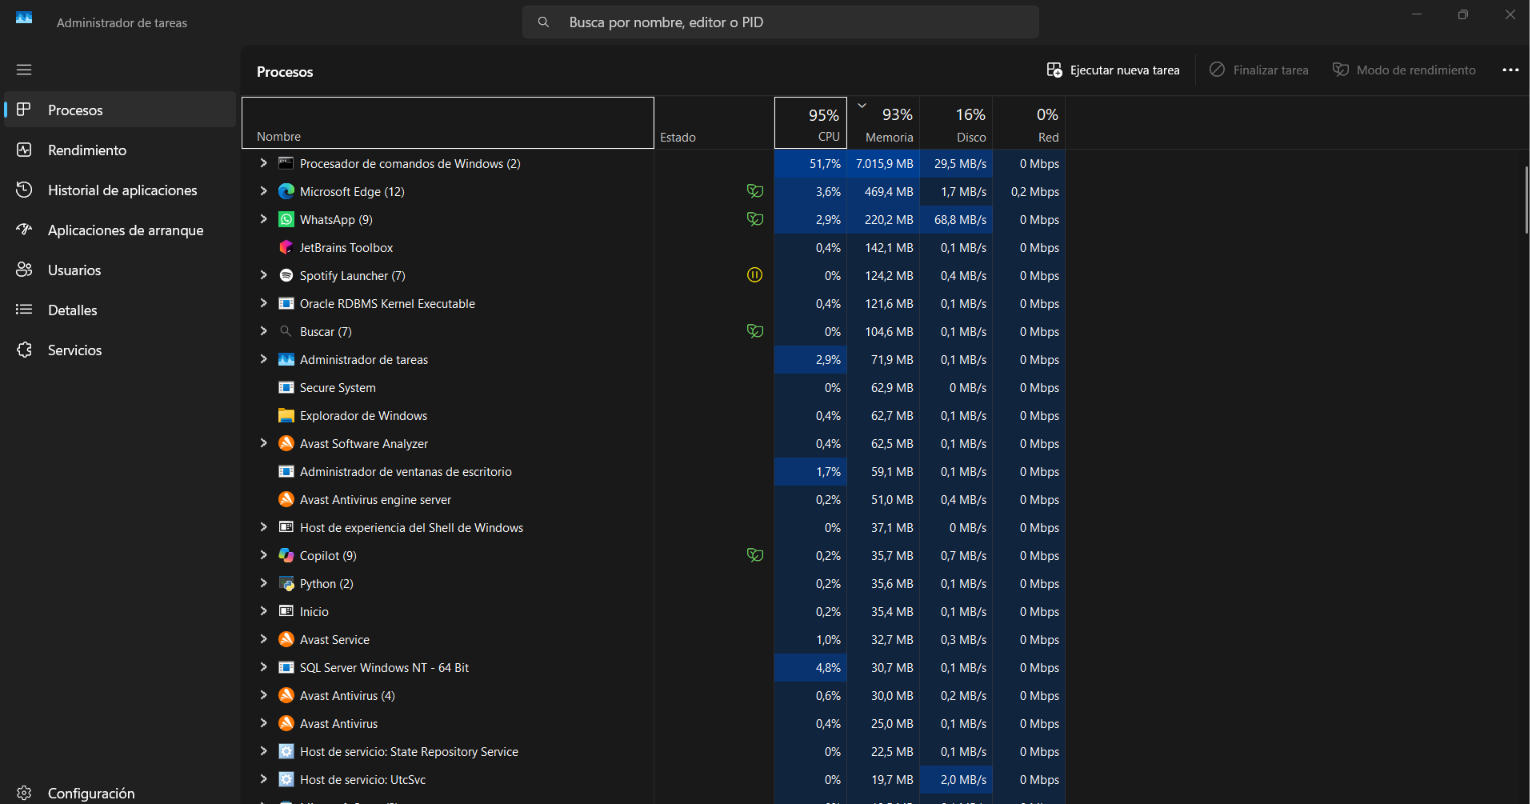 Administrador de tareas
Busca por nombre, editor o PID
Procesos
Ejecutar nueva tarea Finalizar tarea Modo de rendimiento
Procesos
Rendimiento
Historial de aplicaciones
Aplicaciones de arranque
Usuarios
Detalles
Servicios
Configuración
95% 93% 16% 0%
Nombre Estado CPU Memoria Disco Red
Procesador de comandos de Windows (2) 51,7% 7.015,9 MB 29,5 MB/s 0 Mbps
Microsoft Edge (12) 3,6% 469,4 MB 1,7 MB/s 0,2 Mbps
WhatsApp (9) 2,9% 220,2 MB 68,8 MB/s 0 Mbps
JetBrains Toolbox 0,4% 142,1 MB 0,1 MB/s 0 Mbps
Spotify Launcher (7) 0% 124,2 MB 0,4 MB/s 0 Mbps
Oracle RDBMS Kernel Executable 0,4% 121,6 MB 0,1 MB/s 0 Mbps
Buscar (7) 0% 104,6 MB 0,1 MB/s 0 Mbps
Administrador de tareas 2,9% 71,9 MB 0,1 MB/s 0 Mbps
Secure System 0% 62,9 MB 0 MB/s 0 Mbps
Explorador de Windows 0,4% 62,7 MB 0,1 MB/s 0 Mbps
Avast Software Analyzer 0,4% 62,5 MB 0,1 MB/s 0 Mbps
Administrador de ventanas de escritorio 1,7% 59,1 MB 0,1 MB/s 0 Mbps
Avast Antivirus engine server 0,2% 51,0 MB 0,4 MB/s 0 Mbps
Host de experiencia del Shell de Windows 0% 37,1 MB 0 MB/s 0 Mbps
Copilot (9) 0,2% 35,7 MB 0,7 MB/s 0 Mbps
Python (2) 0,2% 35,6 MB 0,1 MB/s 0 Mbps
Inicio 0,2% 35,4 MB 0,1 MB/s 0 Mbps
Avast Service 1,0% 32,7 MB 0,3 MB/s 0 Mbps
SQL Server Windows NT - 64 Bit 4,8% 30,7 MB 0,1 MB/s 0 Mbps
Avast Antivirus (4) 0,6% 30,0 MB 0,2 MB/s 0 Mbps
Avast Antivirus 0,4% 25,0 MB 0,1 MB/s 0 Mbps
Host de servicio: State Repository Service 0% 22,5 MB 0,1 MB/s 0 Mbps
Host de servicio: UtcSvc 0% 19,7 MB 2,0 MB/s 0 Mbps